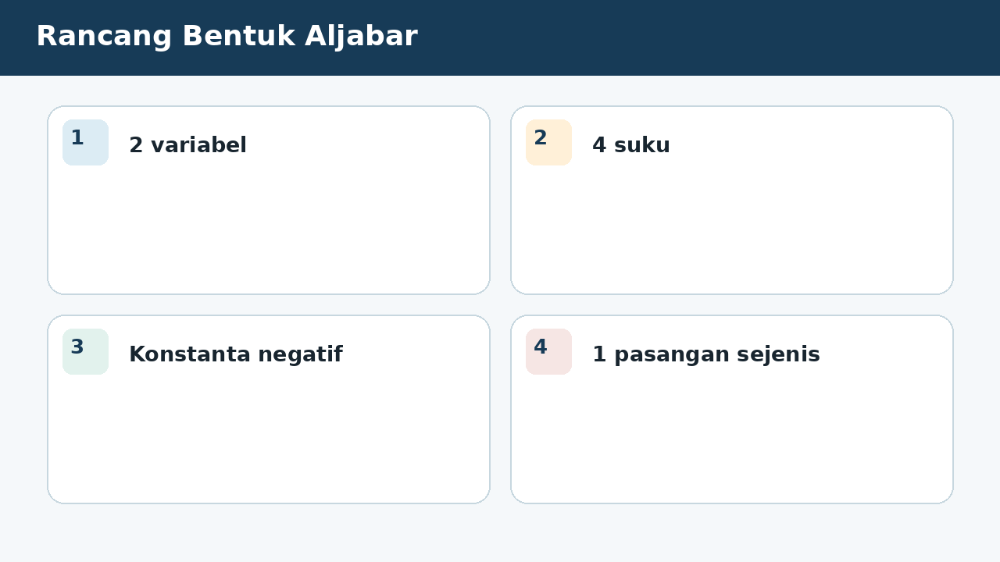 Rancang Bentuk Aljabar
1 2 variabel
2 4 suku
3 Konstanta negatif
4 1 pasangan sejenis